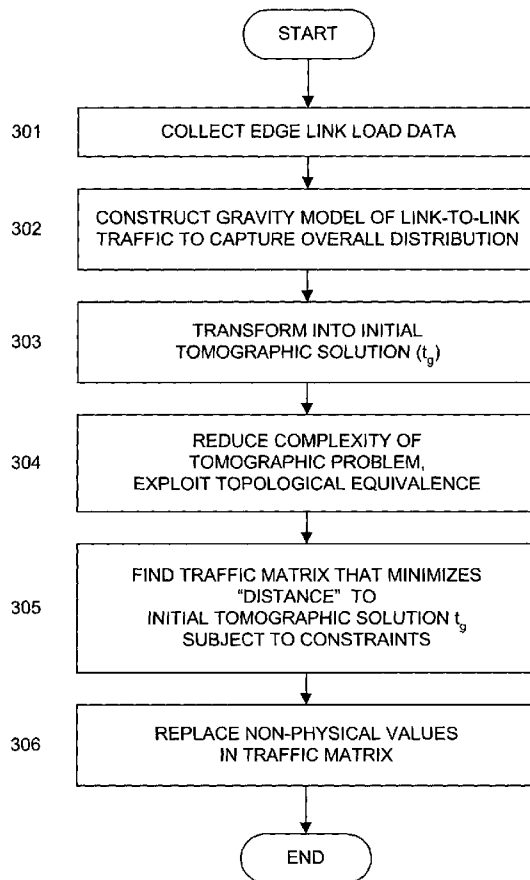 START
301
COLLECT EDGE LINK LOAD DATA
302
CONSTRUCT GRAVITY MODEL OF LINK-TO-LINK
TRAFFIC TO CAPTURE OVERALL DISTRIBUTION
303
TRANSFORM INTO INITIAL
TOMOGRAPHIC SOLUTION (tg)
304
REDUCE COMPLEXITY OF
TOMOGRAPHIC PROBLEM,
EXPLOIT TOPOLOGICAL EQUIVALENCE
305
FIND TRAFFIC MATRIX THAT MINIMIZES
"DISTANCE" TO
INITIAL TOMOGRAPHIC SOLUTION tg
SUBJECT TO CONSTRAINTS
306
REPLACE NON-PHYSICAL VALUES
IN TRAFFIC MATRIX
END